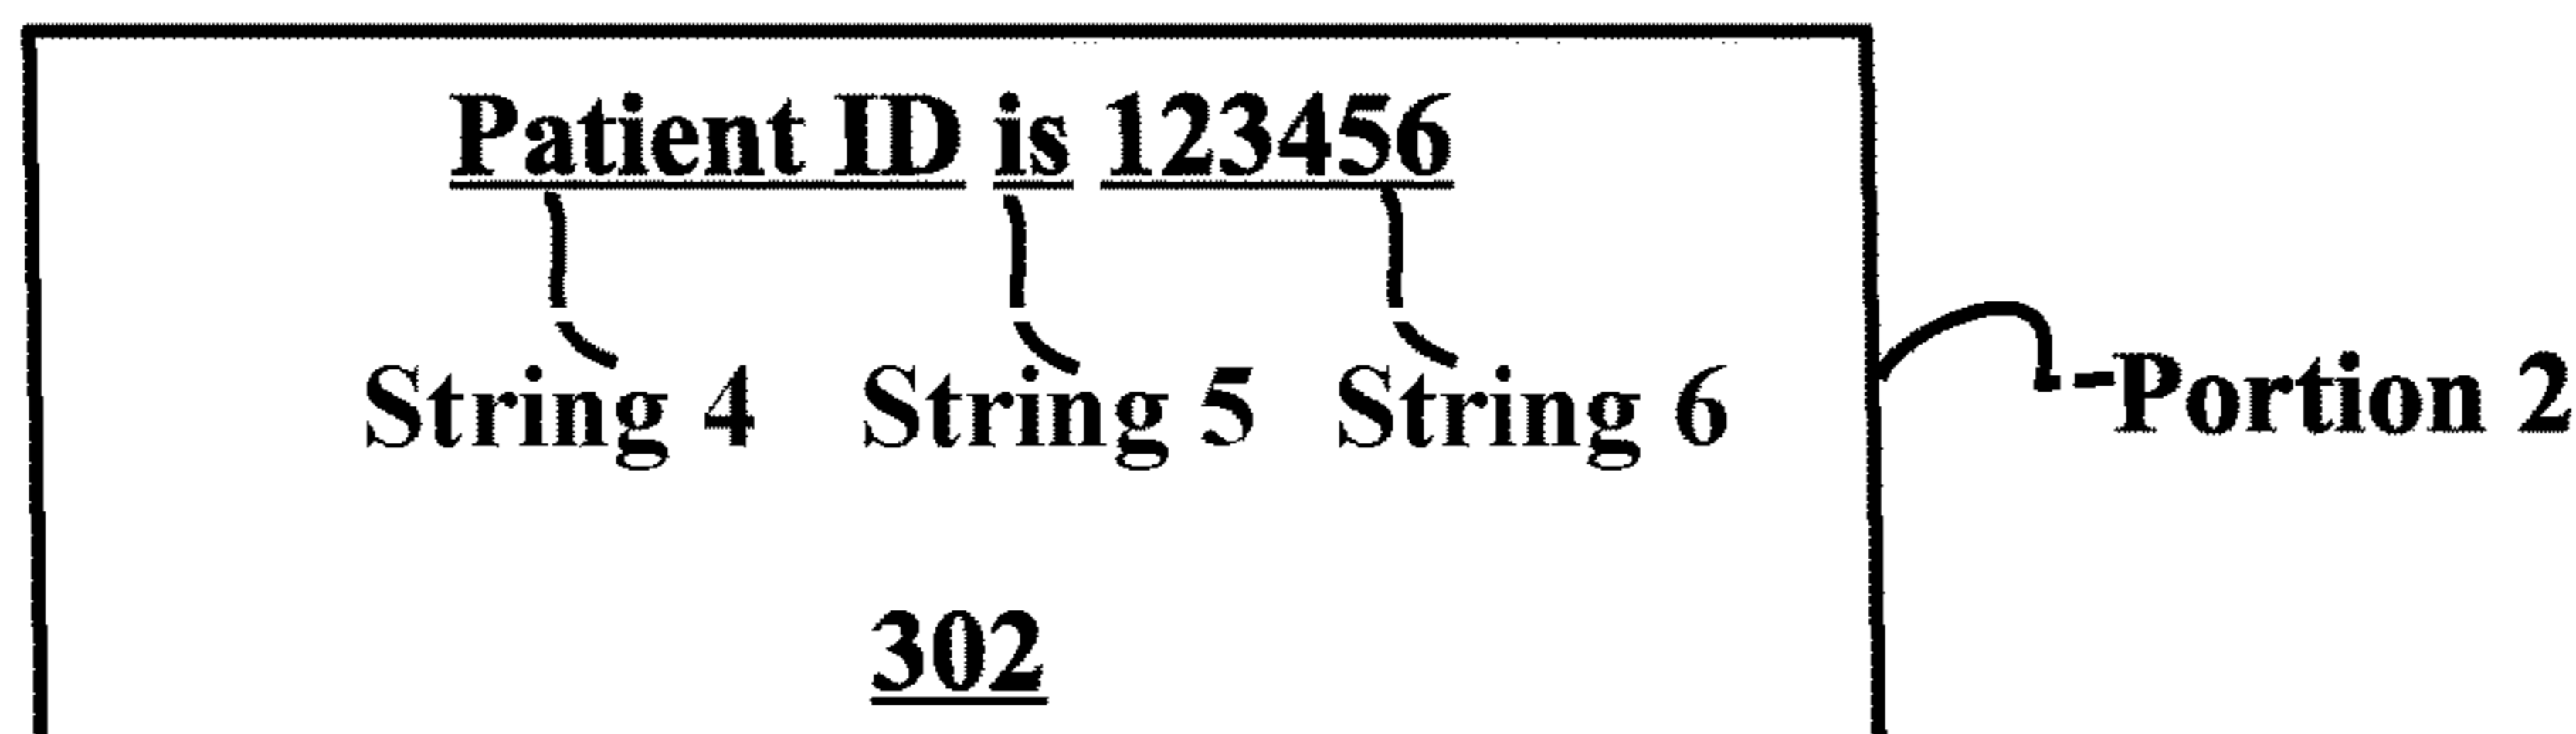 Patient ID is 123456
String 4 String 5 String 6
Portion 2
302